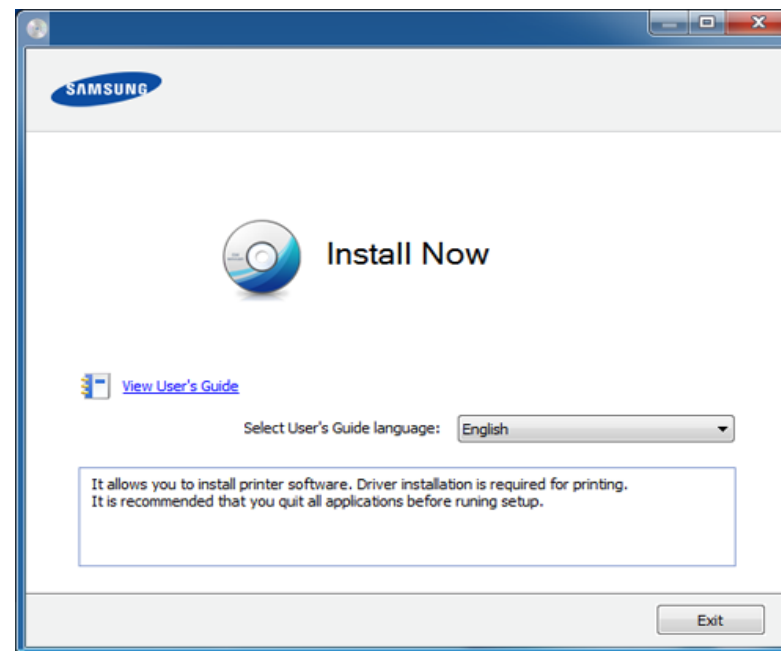 SAMSUNG
Install Now
View User's Guide
Select User's Guide language: English
It allows you to install printer software. Driver installation is required for printing.
It is recommended that you quit all applications before runing setup.
Exit